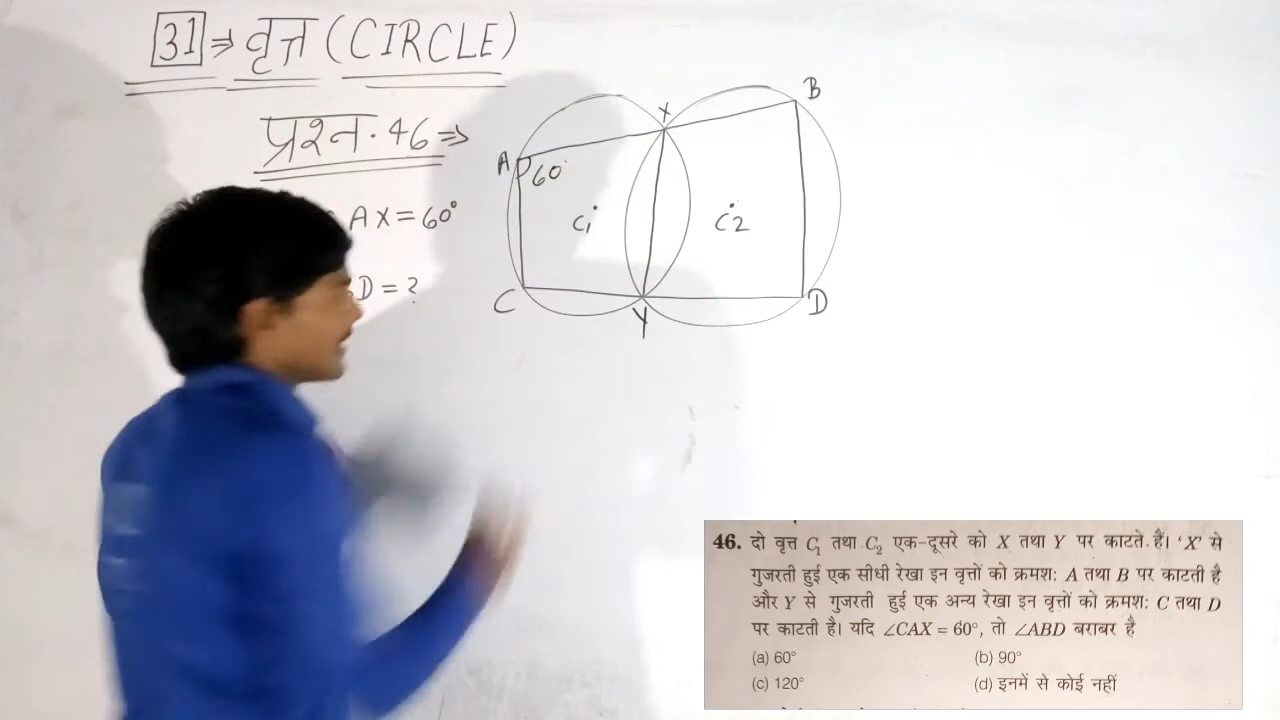 31 ⇒ वृत्त (CIRCLE)
प्रश्न. 46 ⇒
AX = 60°
D = ?
A
60°
X
B
C₁
C₂
C
Y
D
46. दो वृत्त C₁ तथा C₂ एक-दूसरे को X तथा Y पर काटते हैं। 'X' से
गुजरती हुई एक सीधी रेखा इन वृत्तों को क्रमशः A तथा B पर काटती है
और Y से गुजरती हुई एक अन्य रेखा इन वृत्तों को क्रमशः C तथा D
पर काटती है। यदि ∠CAX = 60°, तो ∠ABD बराबर है
(a) 60° (b) 90°
(c) 120° (d) इनमें से कोई नहीं